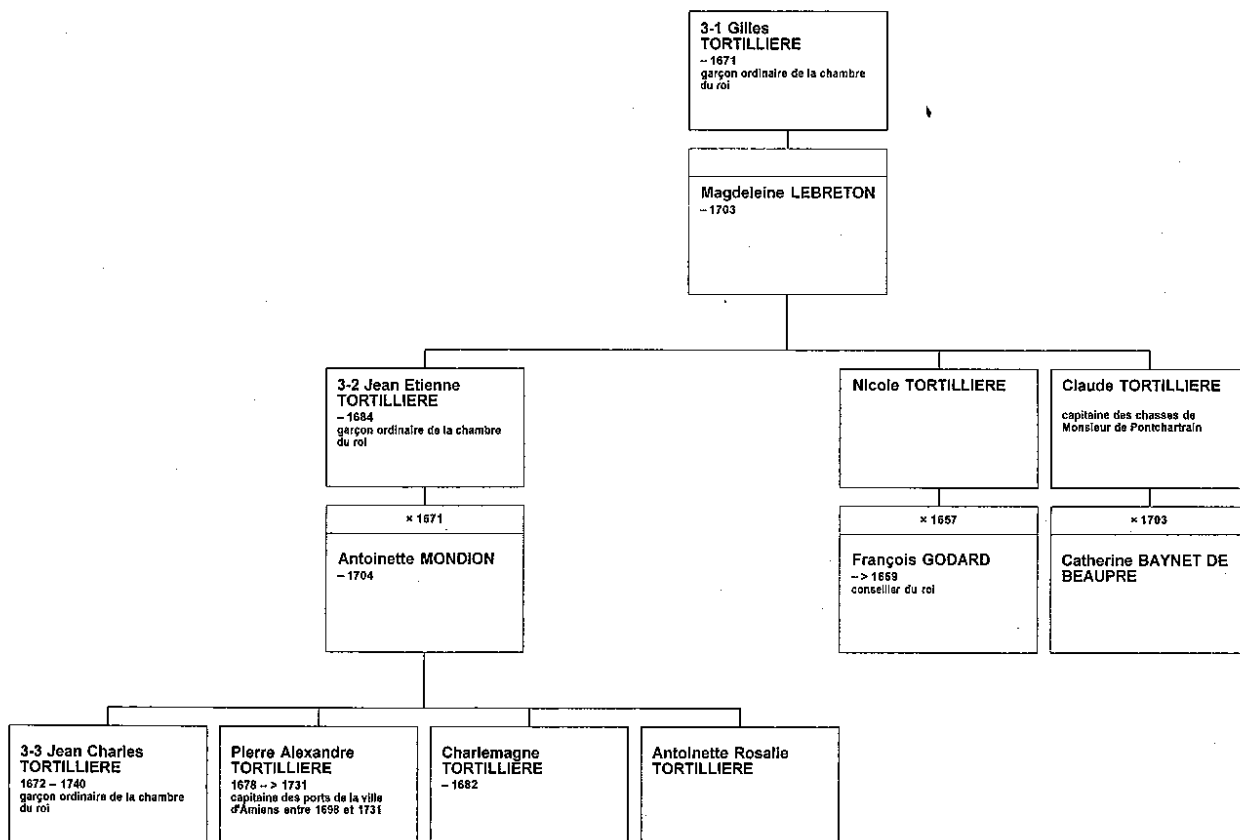 3-1 Gilles
TORTILLIERE
– 1671
garçon ordinaire de la chambre
du roi
Magdeleine LEBRETON
– 1703
3-2 Jean Etienne
TORTILLIERE
– 1684
garçon ordinaire de la chambre
du roi
Nicole TORTILLIERE
Claude TORTILLIERE
capitaine des chasses de
Monsieur de Pontchartrain
× 1671
Antoinette MONDION
– 1704
× 1657
François GODARD
– > 1659
conseiller du roi
× 1703
Catherine BAYNET DE
BEAUPRE
3-3 Jean Charles
TORTILLIERE
1672 – 1740
garçon ordinaire de la chambre
du roi
Pierre Alexandre
TORTILLIERE
1678 – > 1731
capitaine des ports de la ville
d'Amiens entre 1698 et 1731
Charlemagne
TORTILLIERE
– 1682
Antoinette Rosalie
TORTILLIERE